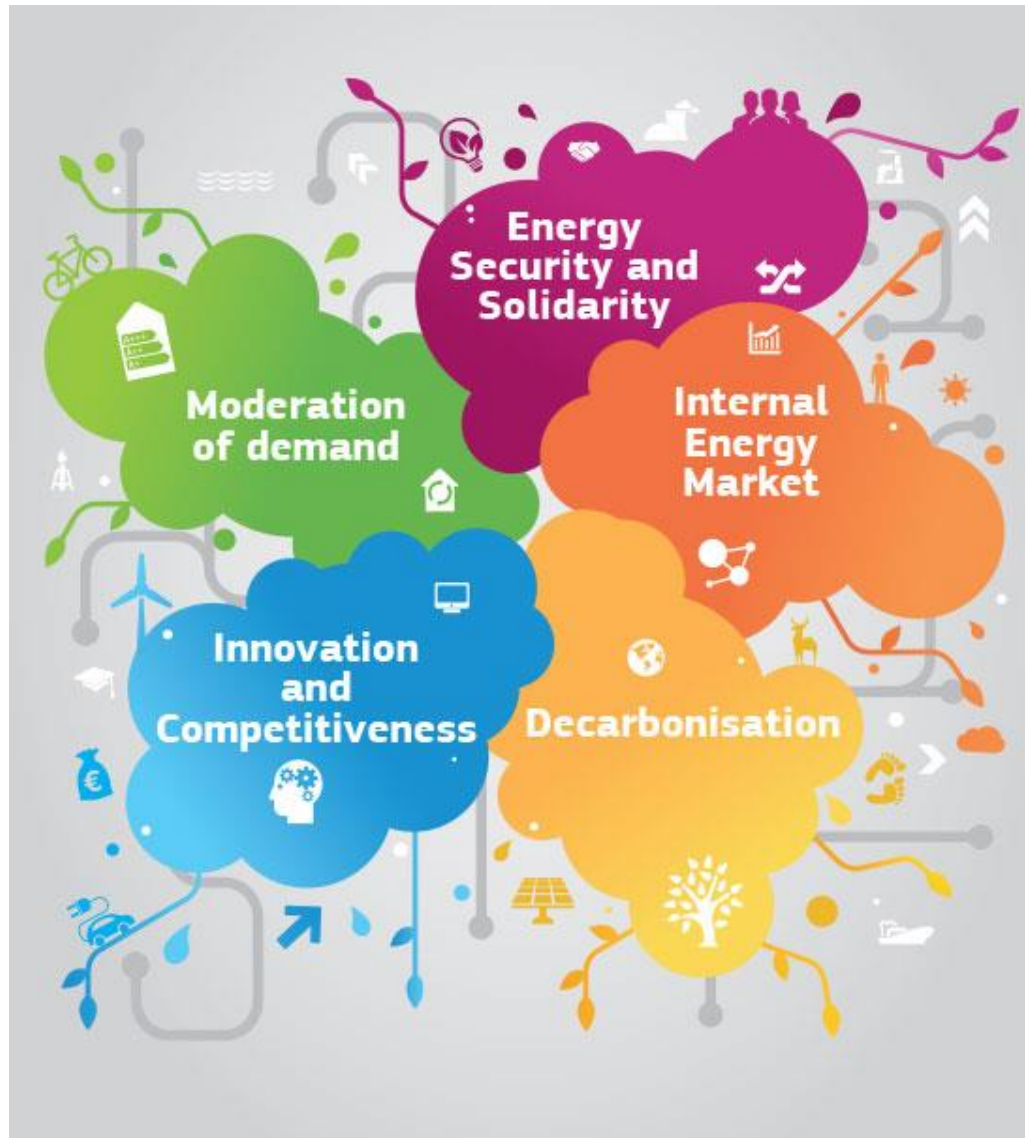 Energy
Security and
Solidarity
Moderation
of demand
Internal
Energy
Market
Innovation
and
Competitiveness
Decarbonisation
A+++
A++
A+
€